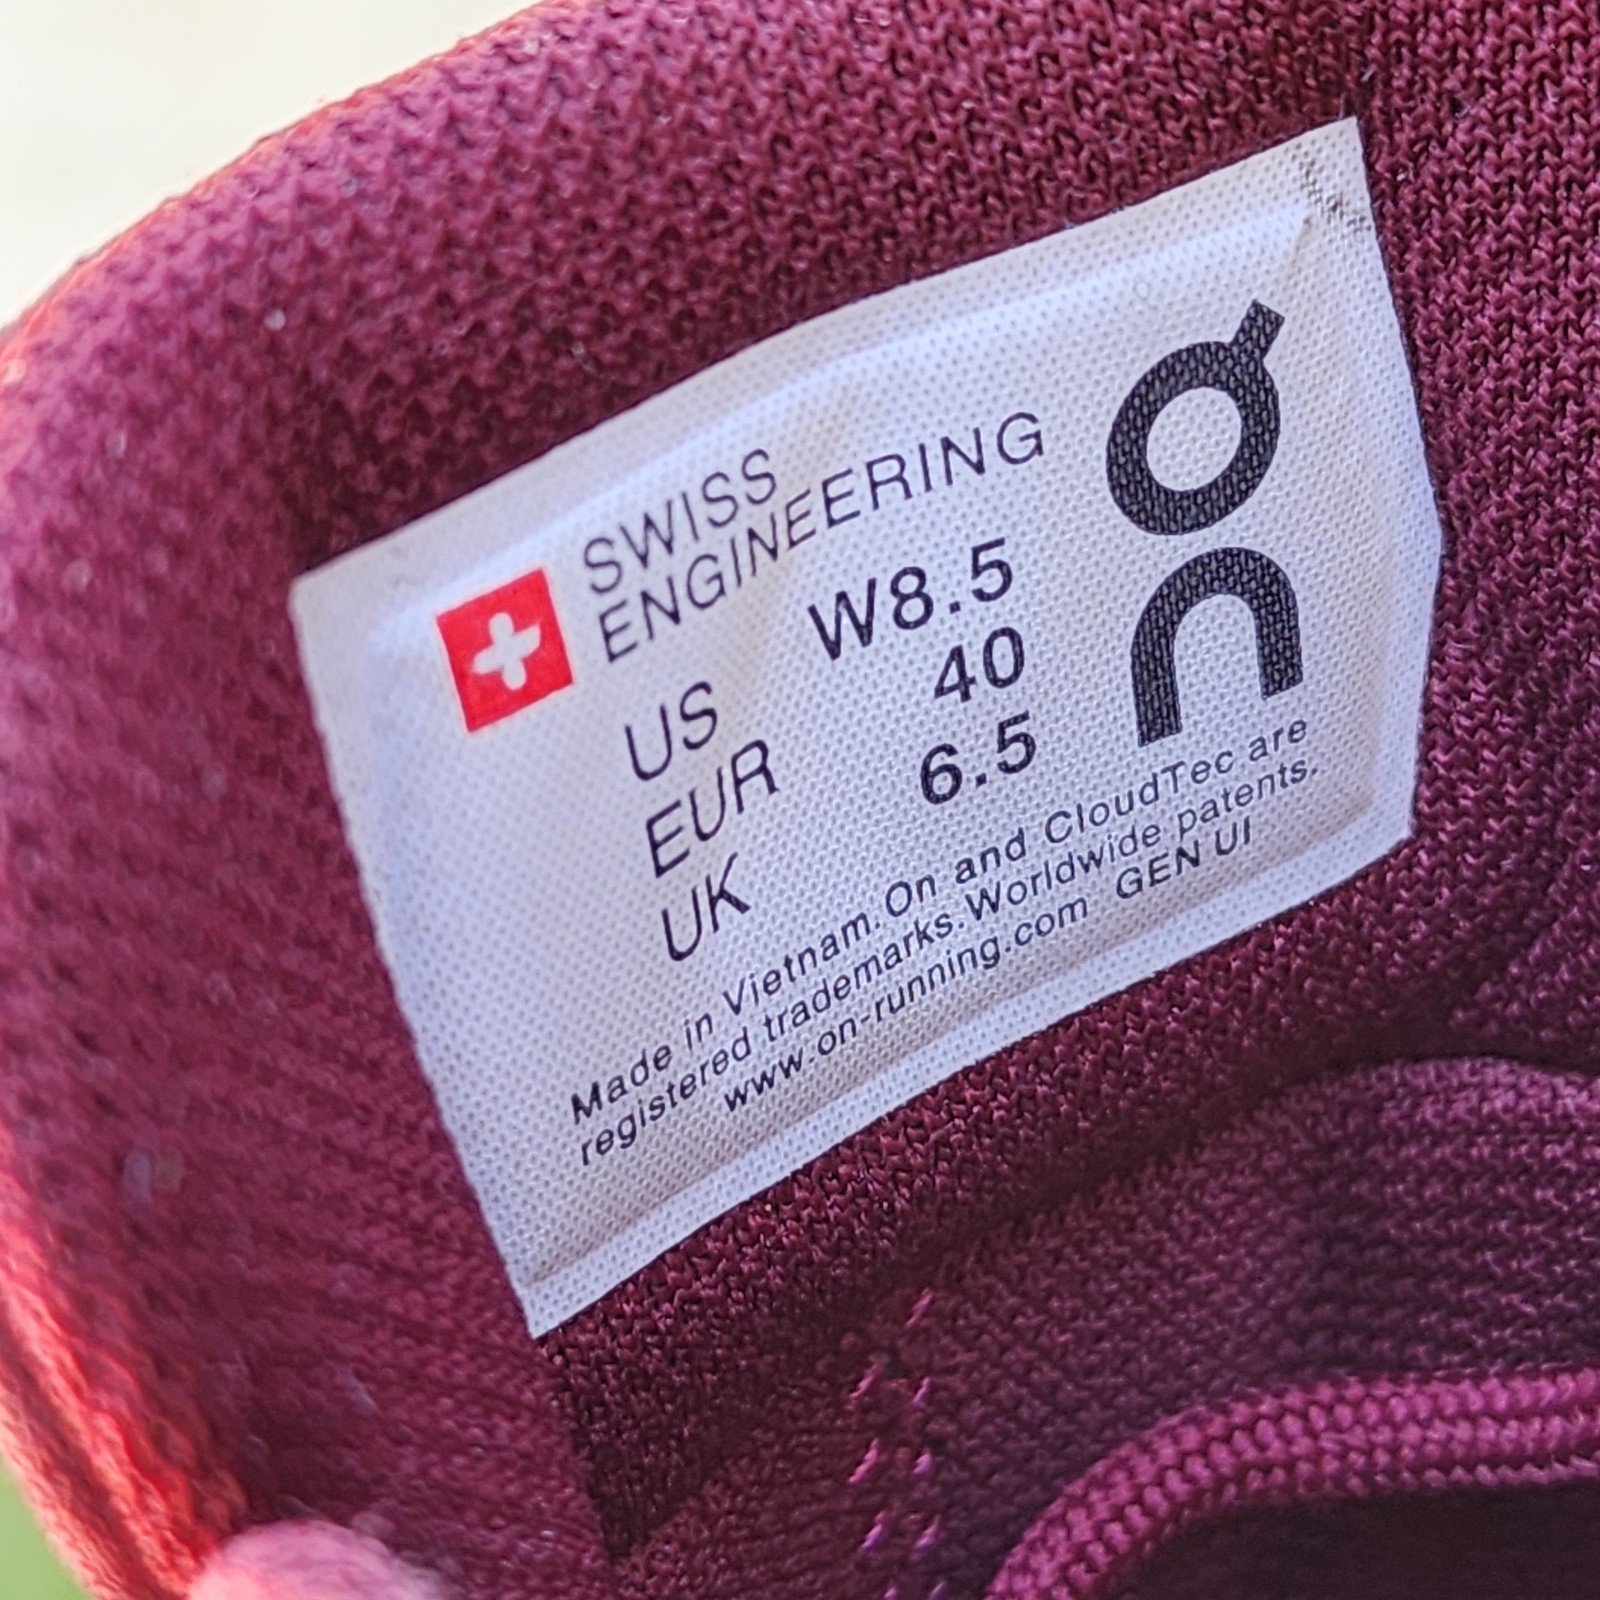 SWISS
ENGINEERING
On
US W8.5
EUR 40
UK 6.5
Made in Vietnam. On and CloudTec are
registered trademarks. Worldwide patents.
www.on-running.com GEN UI